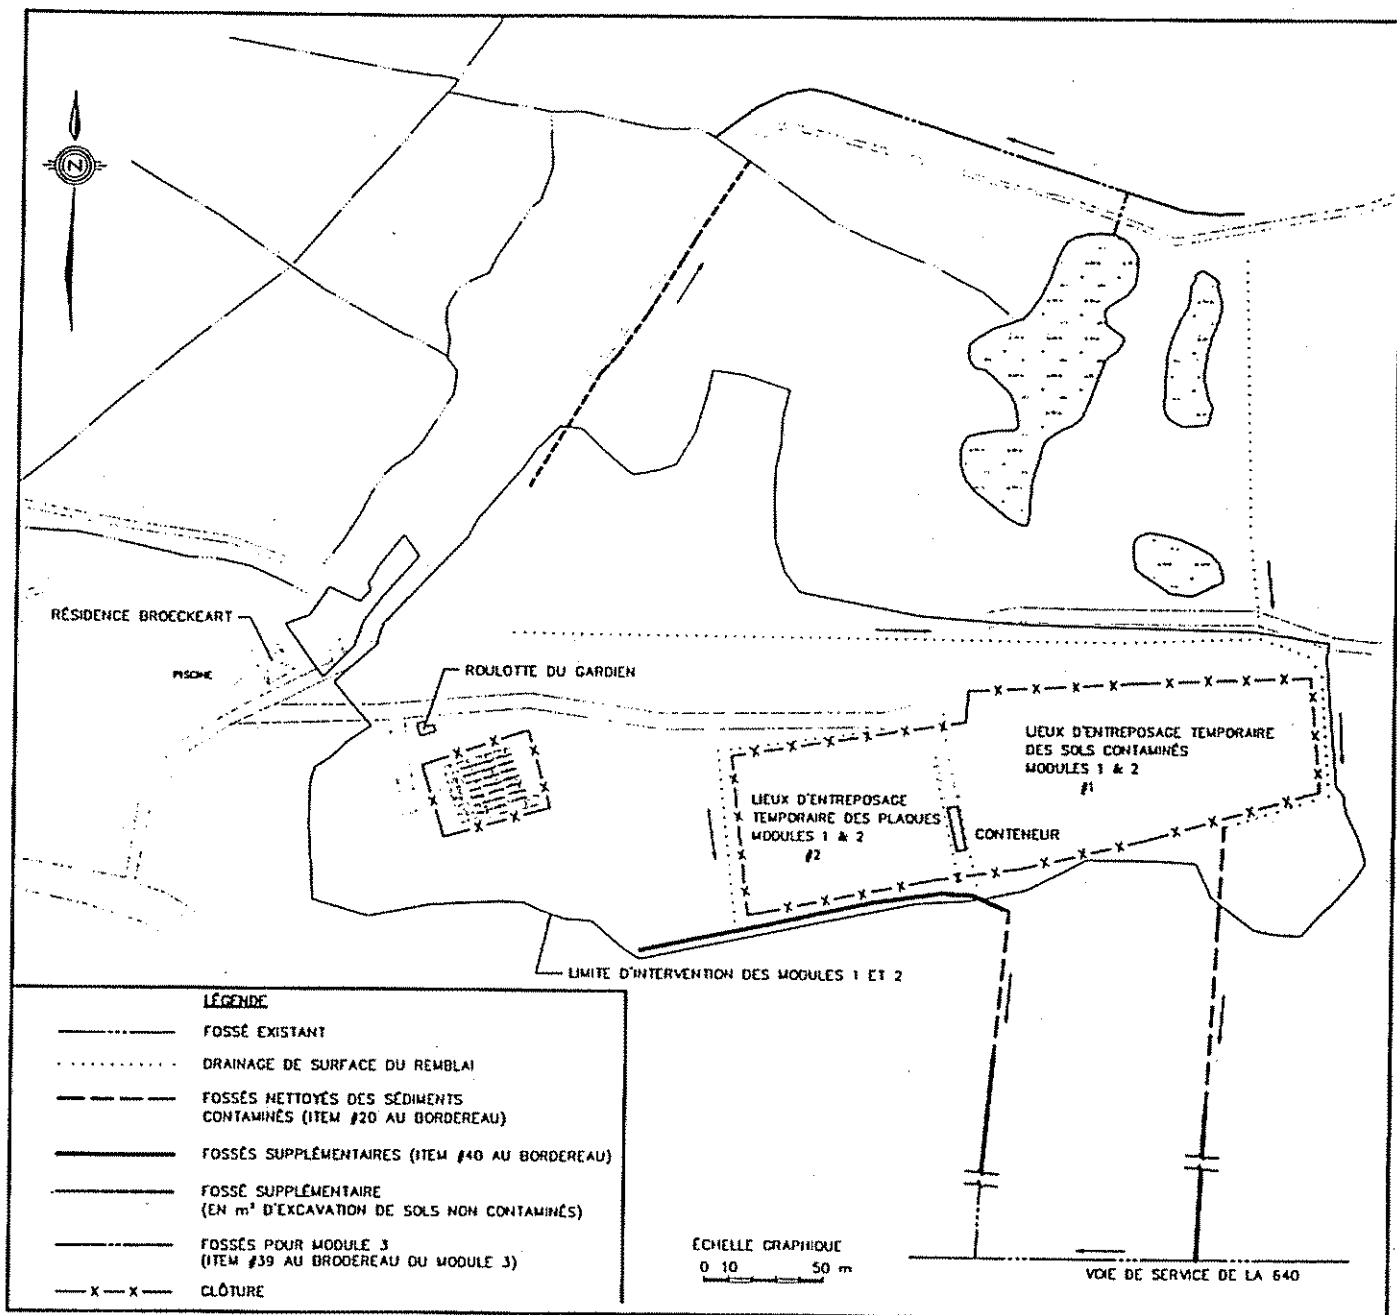 N
RÉSIDENCE BROECKEART
PISCINE
ROULOTTE DU GARDIEN
LIEUX D'ENTREPOSAGE TEMPORAIRE
DES SOLS CONTAMINÉS
MODULES 1 & 2
#1
LIEUX D'ENTREPOSAGE
TEMPORAIRE DES PLAQUES
MODULES 1 & 2
#2
CONTENEUR
LIMITE D'INTERVENTION DES MODULES 1 ET 2
LÉGENDE
FOSSÉ EXISTANT
DRAINAGE DE SURFACE DU REMBLAI
FOSSÉS NETTOYÉS DES SÉDIMENTS
CONTAMINÉS (ITEM #20 AU BORDEREAU)
FOSSÉS SUPPLÉMENTAIRES (ITEM #40 AU BORDEREAU)
FOSSÉ SUPPLÉMENTAIRE
(EN m³ D'EXCAVATION DE SOLS NON CONTAMINÉS)
FOSSÉS POUR MODULE 3
(ITEM #39 AU BRODEREAU DU MODULE 3)
CLÔTURE
ÉCHELLE GRAPHIQUE
0 10 50 m
VOIE DE SERVICE DE LA 640